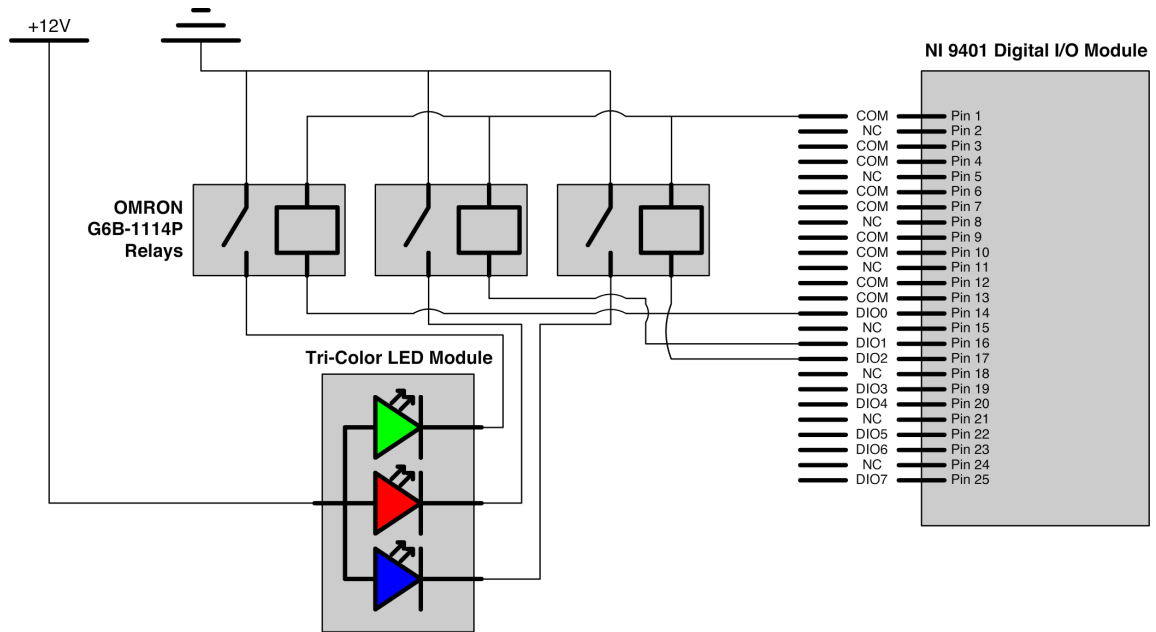 +12V
NI 9401 Digital I/O Module
COM Pin 1
NC Pin 2
COM Pin 3
COM Pin 4
NC Pin 5
COM Pin 6
COM Pin 7
NC Pin 8
COM Pin 9
COM Pin 10
NC Pin 11
COM Pin 12
COM Pin 13
DIO0 Pin 14
NC Pin 15
DIO1 Pin 16
DIO2 Pin 17
NC Pin 18
DIO3 Pin 19
DIO4 Pin 20
NC Pin 21
DIO5 Pin 22
DIO6 Pin 23
NC Pin 24
DIO7 Pin 25
OMRON
G6B-1114P
Relays
Tri-Color LED Module